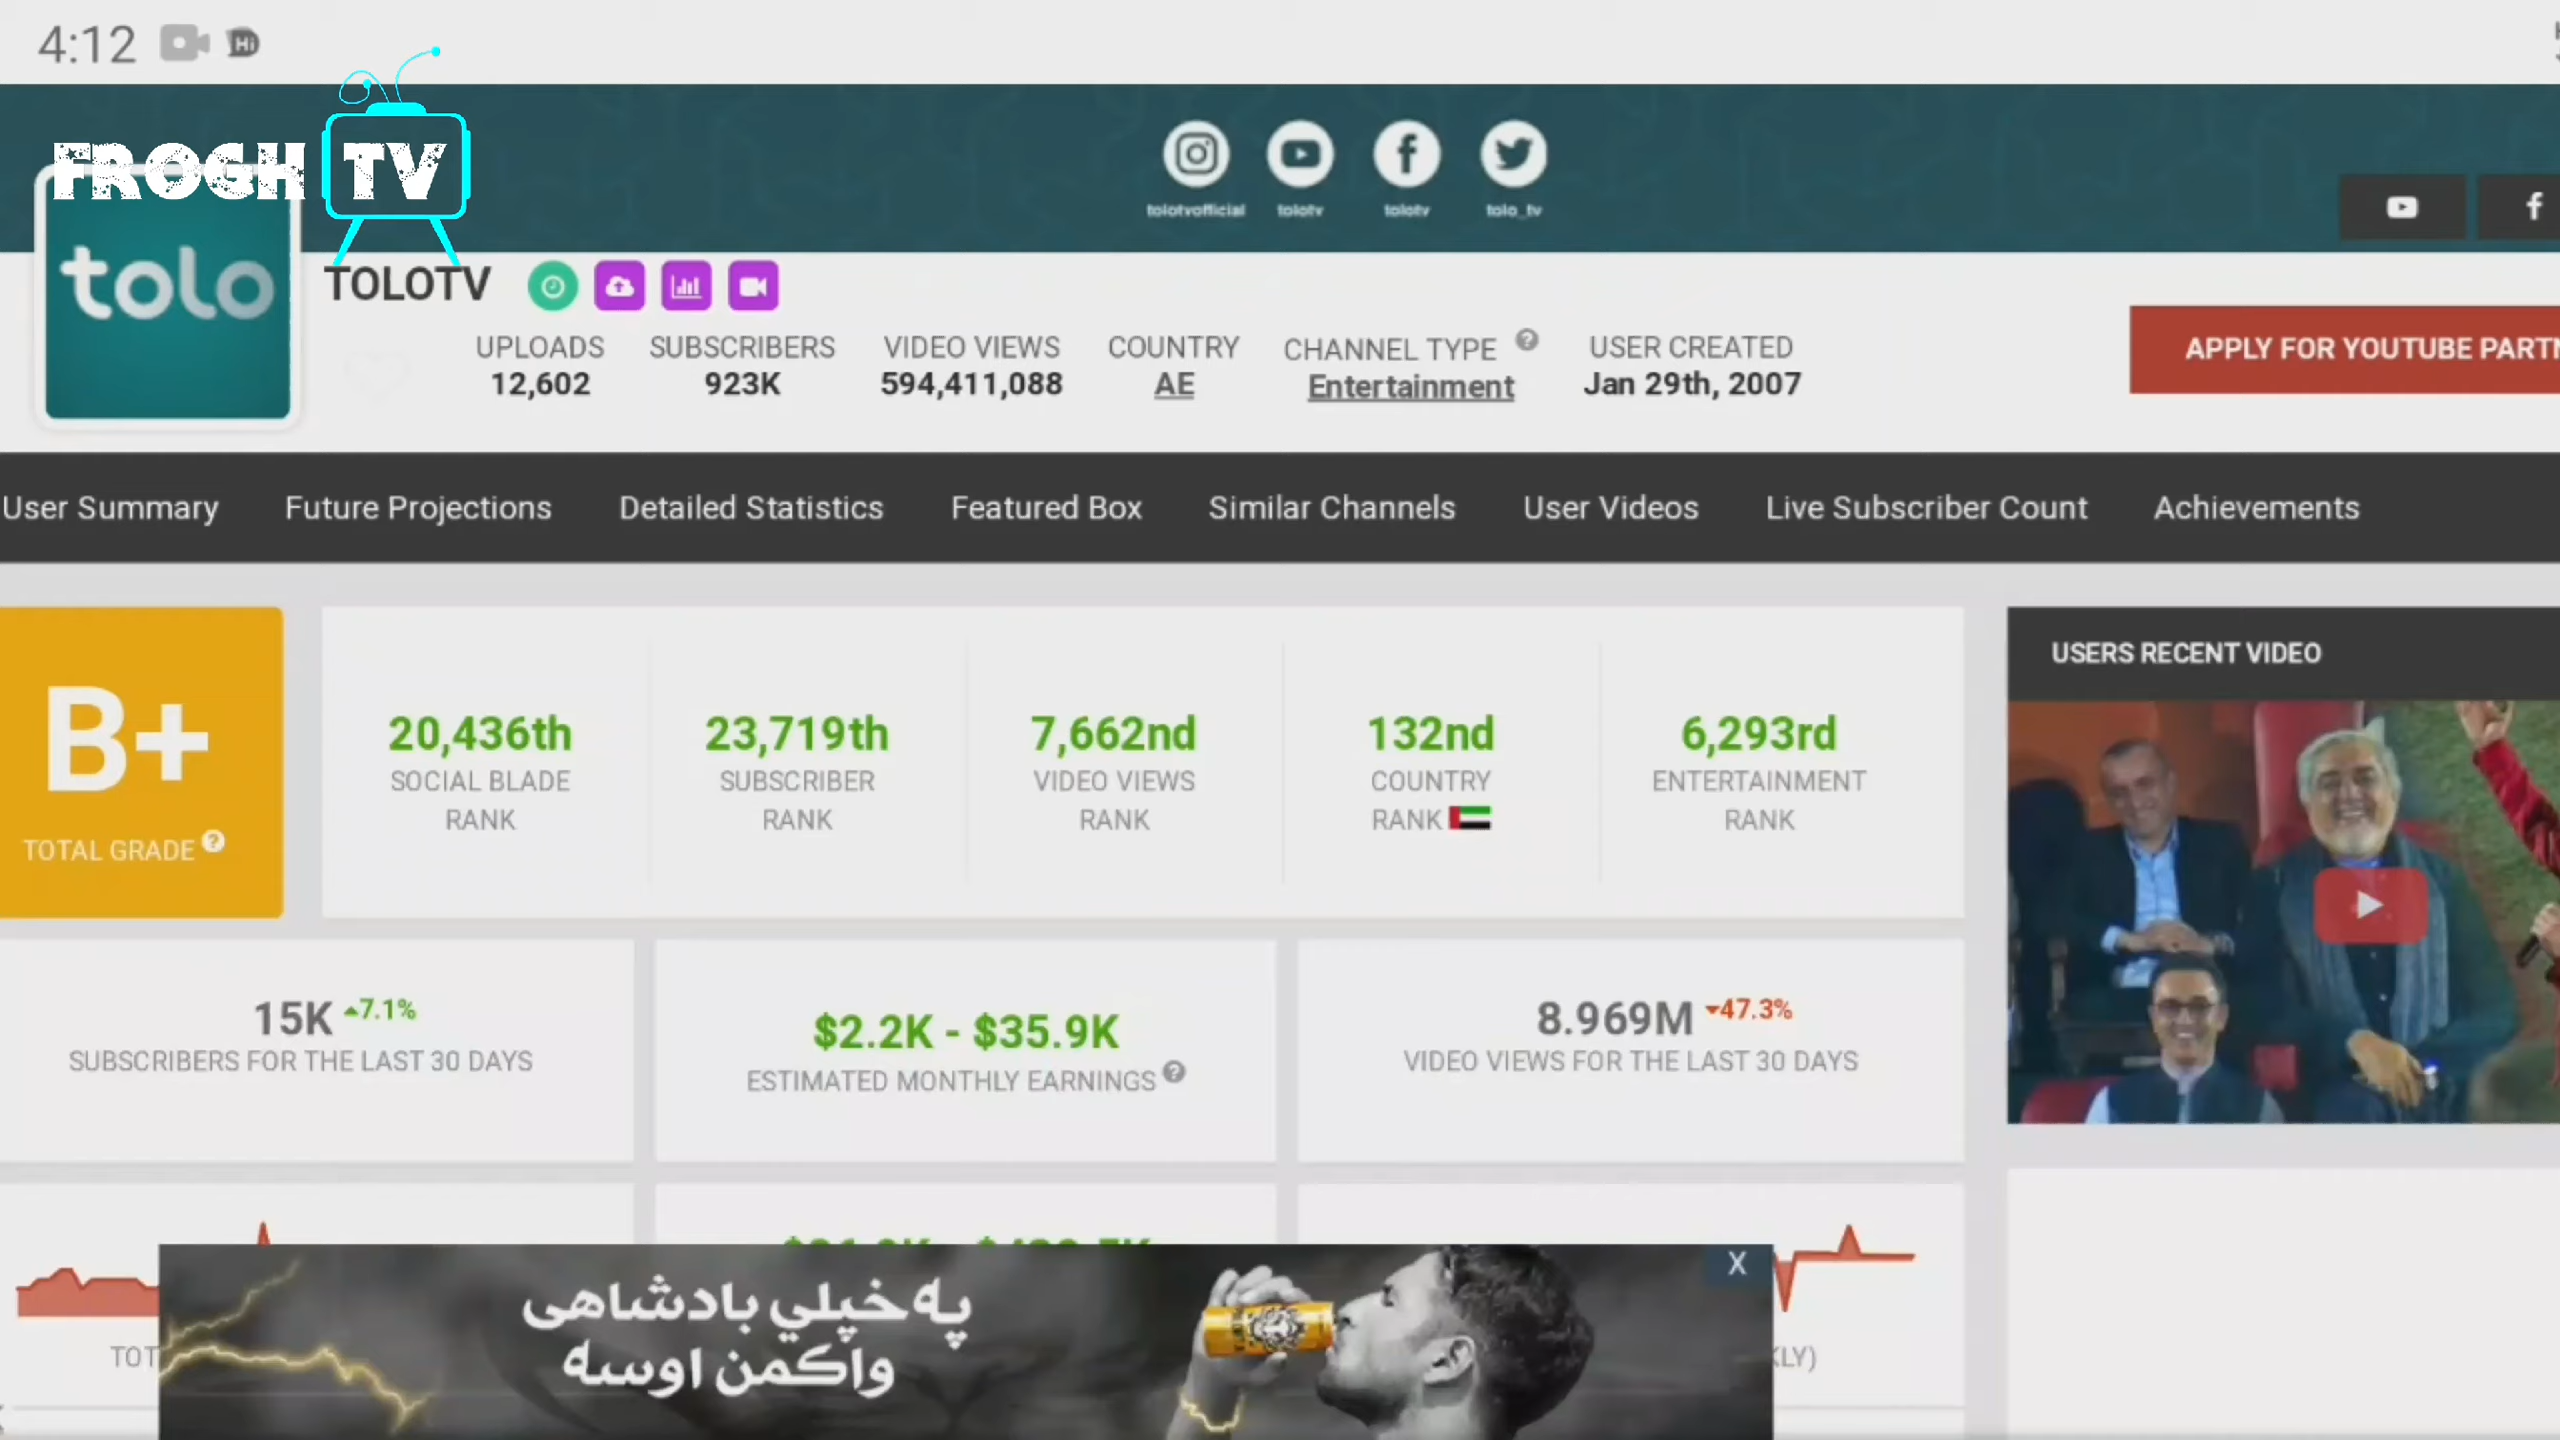 4:12
Hi
FROGH TV
tolotvofficial tolotv tolotv tolo_tv
tolo
TOLOTV
UPLOADS SUBSCRIBERS VIDEO VIEWS COUNTRY CHANNEL TYPE USER CREATED
12,602 923K 594,411,088 AE Entertainment Jan 29th, 2007
APPLY FOR YOUTUBE
User Summary Future Projections Detailed Statistics Featured Box Similar Channels User Videos Live Subscriber Count Achievements
B+
TOTAL GRADE
20,436th
SOCIAL BLADE
RANK
23,719th
SUBSCRIBER
RANK
7,662nd
VIDEO VIEWS
RANK
132nd
COUNTRY
RANK
6,293rd
ENTERTAINMENT
RANK
USERS RECENT VIDEO
15K 7.1%
SUBSCRIBERS FOR THE LAST 30 DAYS
$2.2K - $35.9K
ESTIMATED MONTHLY EARNINGS
8.969M 47.3%
VIDEO VIEWS FOR THE LAST 30 DAYS
X
په خپلي بادشاهی
واکمن اوسه